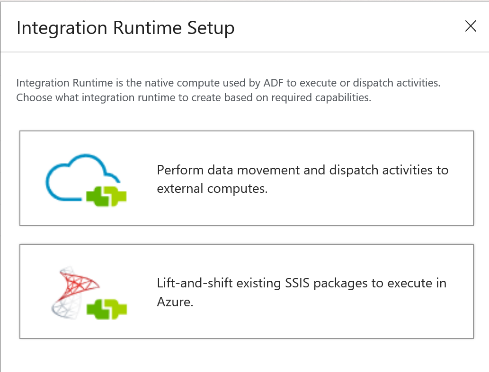 Integration Runtime Setup
Integration Runtime is the native compute used by ADF to execute or dispatch activities.
Choose what integration runtime to create based on required capabilities.
Perform data movement and dispatch activities to
external computes.
Lift-and-shift existing SSIS packages to execute in
Azure.